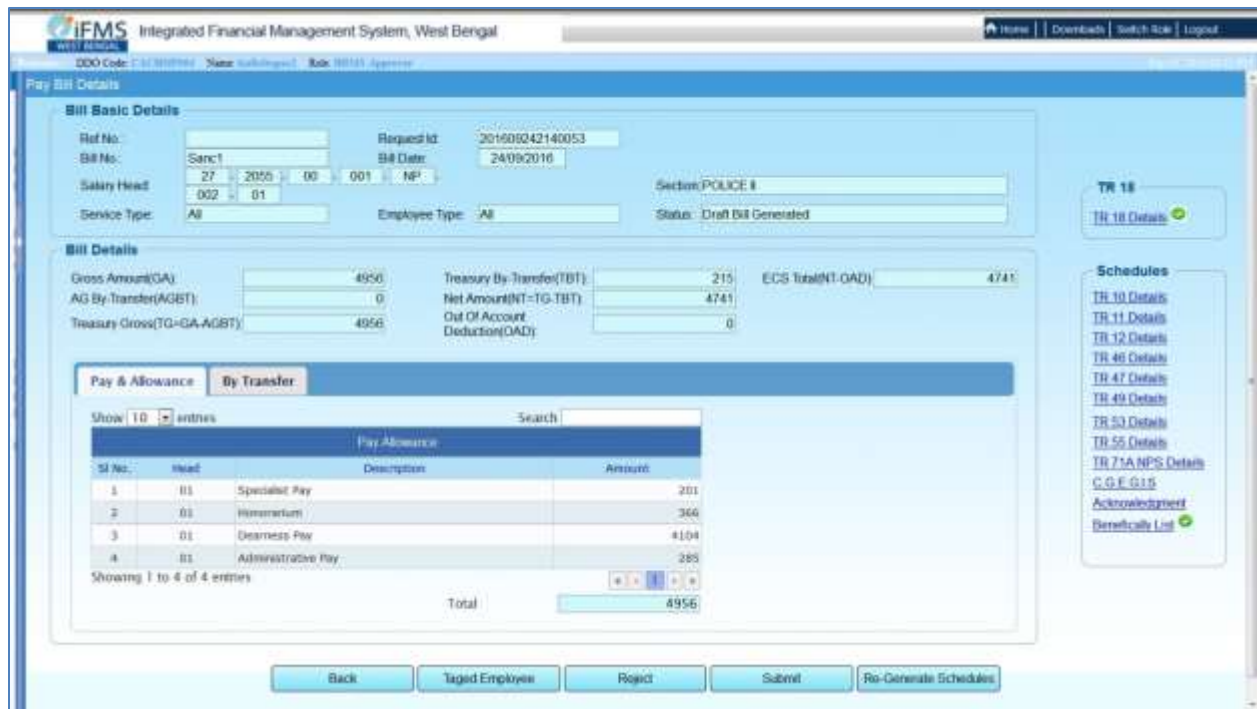 iFMS Integrated Financial Management System, West Bengal
WEST BENGAL
Home | Downloads | Switch Role | Logout
DDO Code: Name Role Approver
Pay Bill Details
Bill Basic Details
Ref No.: Request Id: 201609242140053
Bill No.: Sanc1 Bill Date: 24/09/2016
Salary Head: 27 - 2055 - 00 - 001 - NP -
002 - 01
Section: POLICE II
Service Type: All Employee Type: All Status: Draft Bill Generated
TR 18
TR 18 Details
Bill Details
Gross Amount(GA): 4956 Treasury By Transfer(TBT): 215 ECS Total(NT-OAD): 4741
AG By Transfer(AGBT): 0 Net Amount(NT=TG-TBT): 4741
Treasury Gross(TG=GA-AGBT): 4956 Out Of Account Deduction(OAD): 0
Schedules
TR 10 Details
TR 11 Details
TR 12 Details
TR 46 Details
TR 47 Details
TR 49 Details
TR 53 Details
TR 55 Details
TR 71A NPS Details
C.G.E.G.I.S
Acknowledgment
Benefically List
Pay & Allowance By Transfer
Show 10 entries Search
Pay Allowance
Sl No. Head Description Amount
1 01 Specialist Pay 201
2 01 Honorarium 366
3 01 Dearness Pay 4104
4 01 Administrative Pay 285
Showing 1 to 4 of 4 entries « ‹ 1 › »
Total 4956
Back Taged Employee Reject Submit Re-Generate Schedules